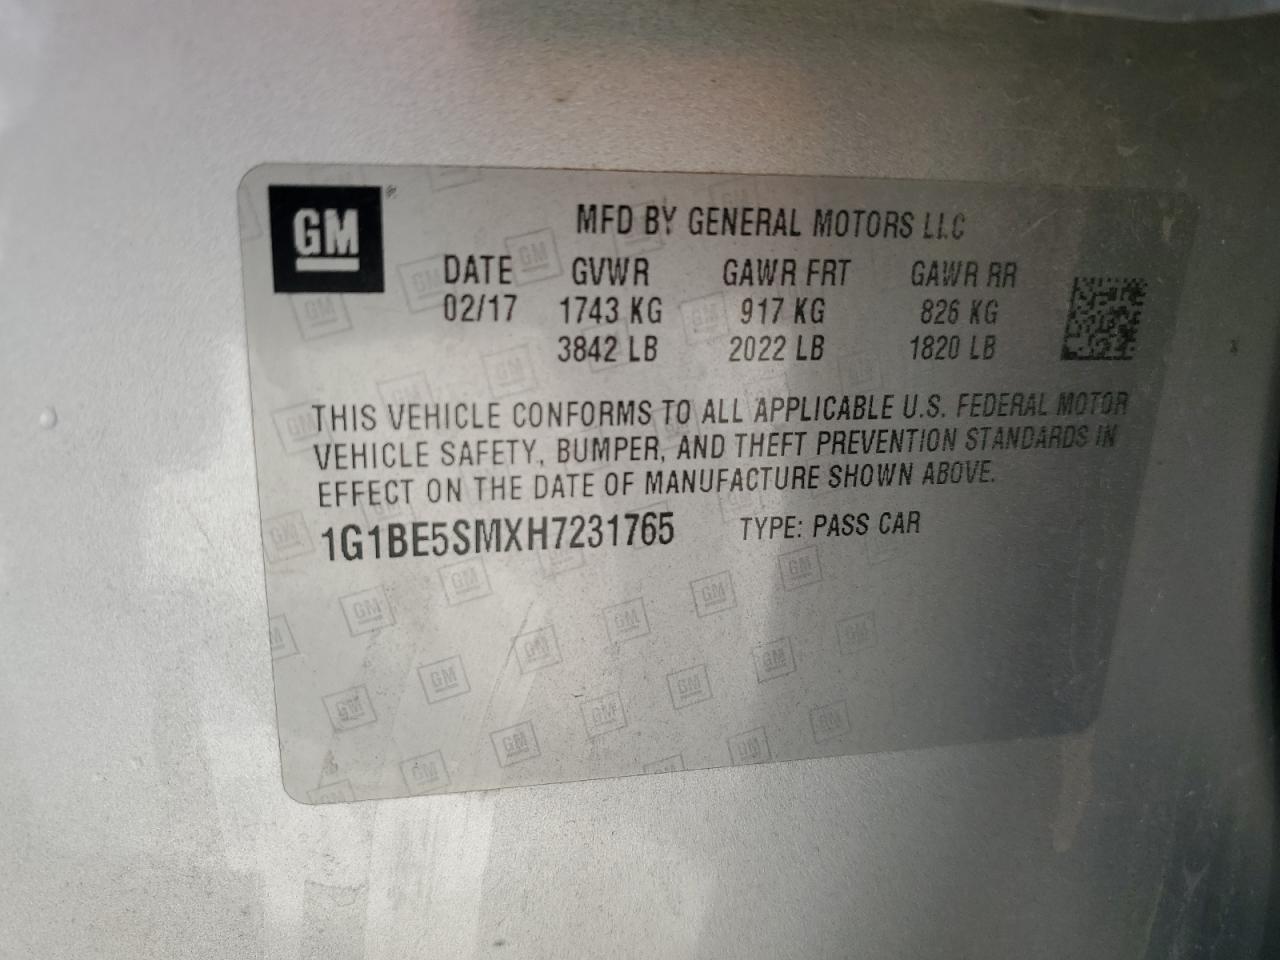 GM
MFD BY GENERAL MOTORS LLC
DATE GVWR GAWR FRT GAWR RR
02/17 1743 KG 917 KG 826 KG
3842 LB 2022 LB 1820 LB
THIS VEHICLE CONFORMS TO ALL APPLICABLE U.S. FEDERAL MOTOR
VEHICLE SAFETY, BUMPER, AND THEFT PREVENTION STANDARDS IN
EFFECT ON THE DATE OF MANUFACTURE SHOWN ABOVE.
1G1BE5SMXH7231765 TYPE: PASS CAR